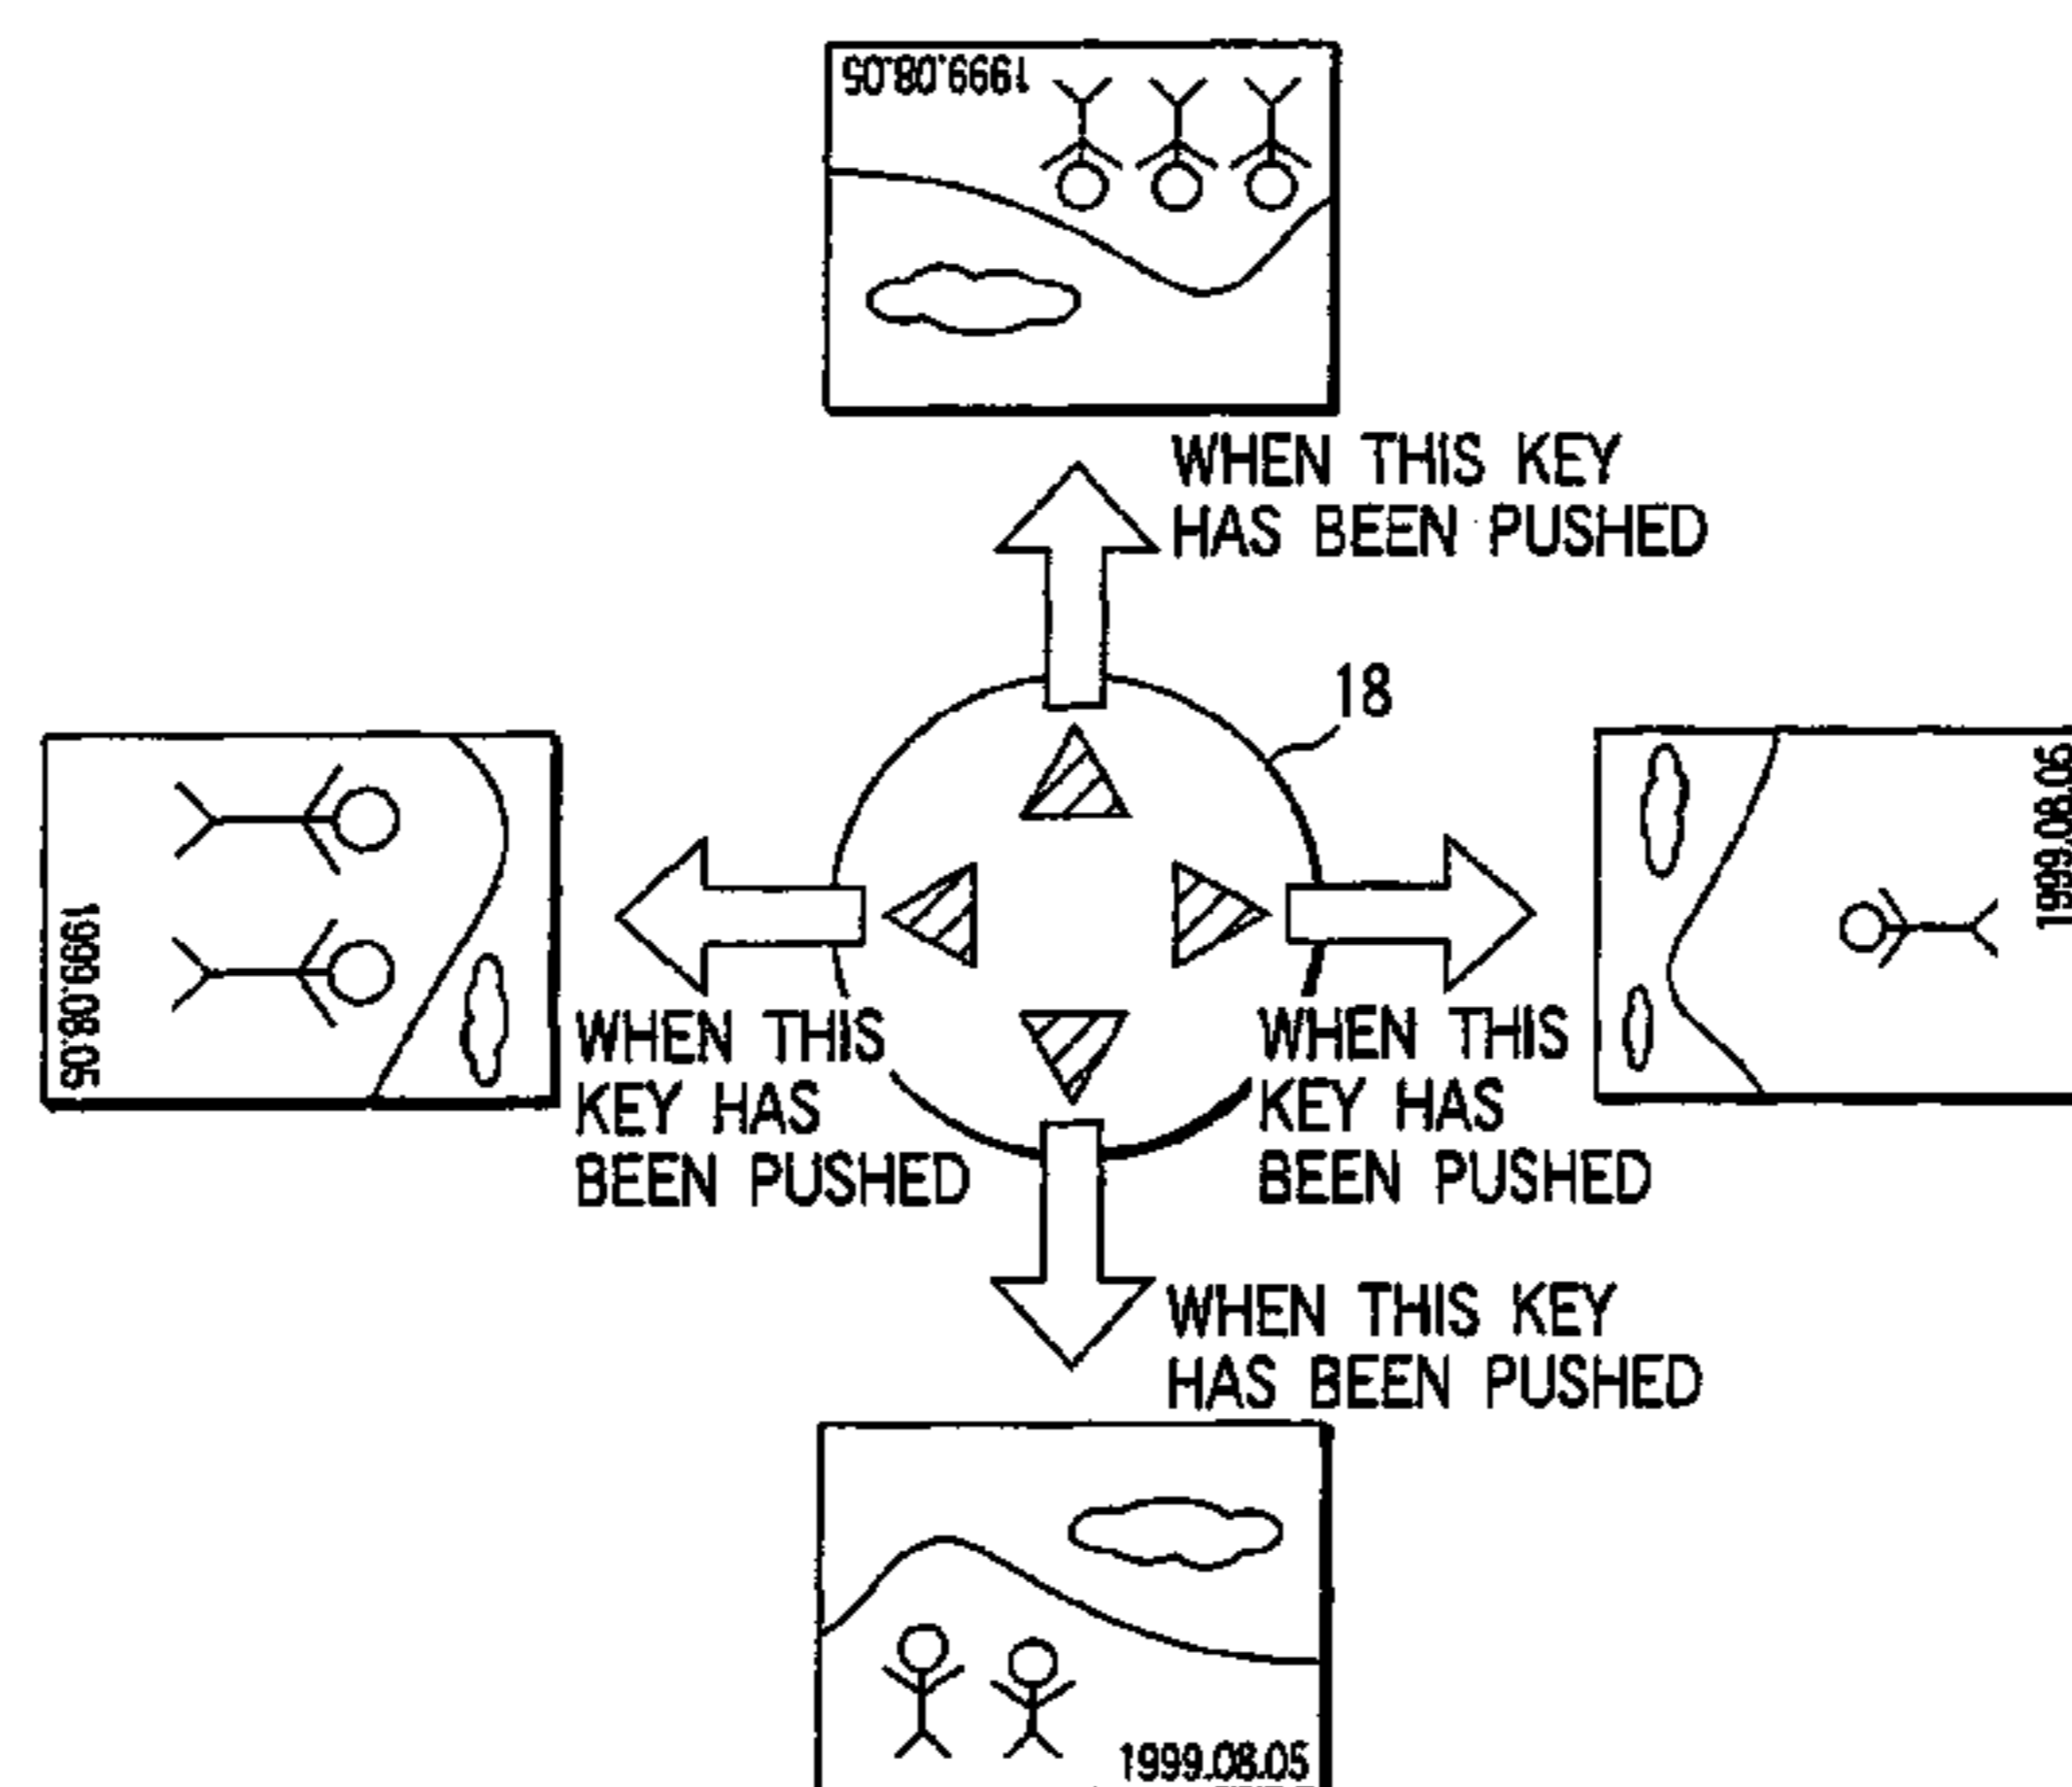 1999.08.05
WHEN THIS KEY
HAS BEEN PUSHED
18
1999.08.05
1999.08.05
WHEN THIS
KEY HAS
BEEN PUSHED
WHEN THIS
KEY HAS
BEEN PUSHED
WHEN THIS KEY
HAS BEEN PUSHED
1999.08.05